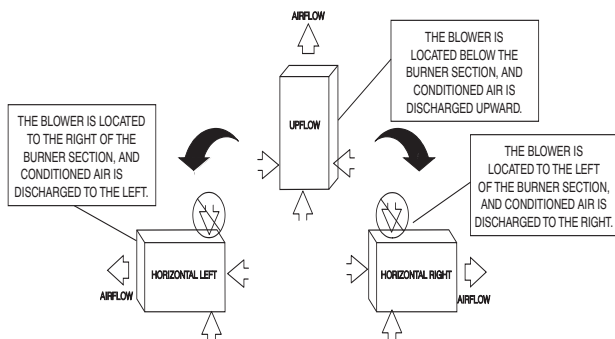 AIRFLOW
THE BLOWER IS
LOCATED BELOW THE
BURNER SECTION, AND
CONDITIONED AIR IS
DISCHARGED UPWARD.
UPFLOW
THE BLOWER IS LOCATED
TO THE RIGHT OF THE
BURNER SECTION, AND
CONDITIONED AIR IS
DISCHARGED TO THE LEFT.
THE BLOWER IS
LOCATED TO THE LEFT
OF THE BURNER SECTION,
AND CONDITIONED AIR IS
DISCHARGED TO THE RIGHT.
HORIZONTAL LEFT
AIRFLOW
HORIZONTAL RIGHT
AIRFLOW